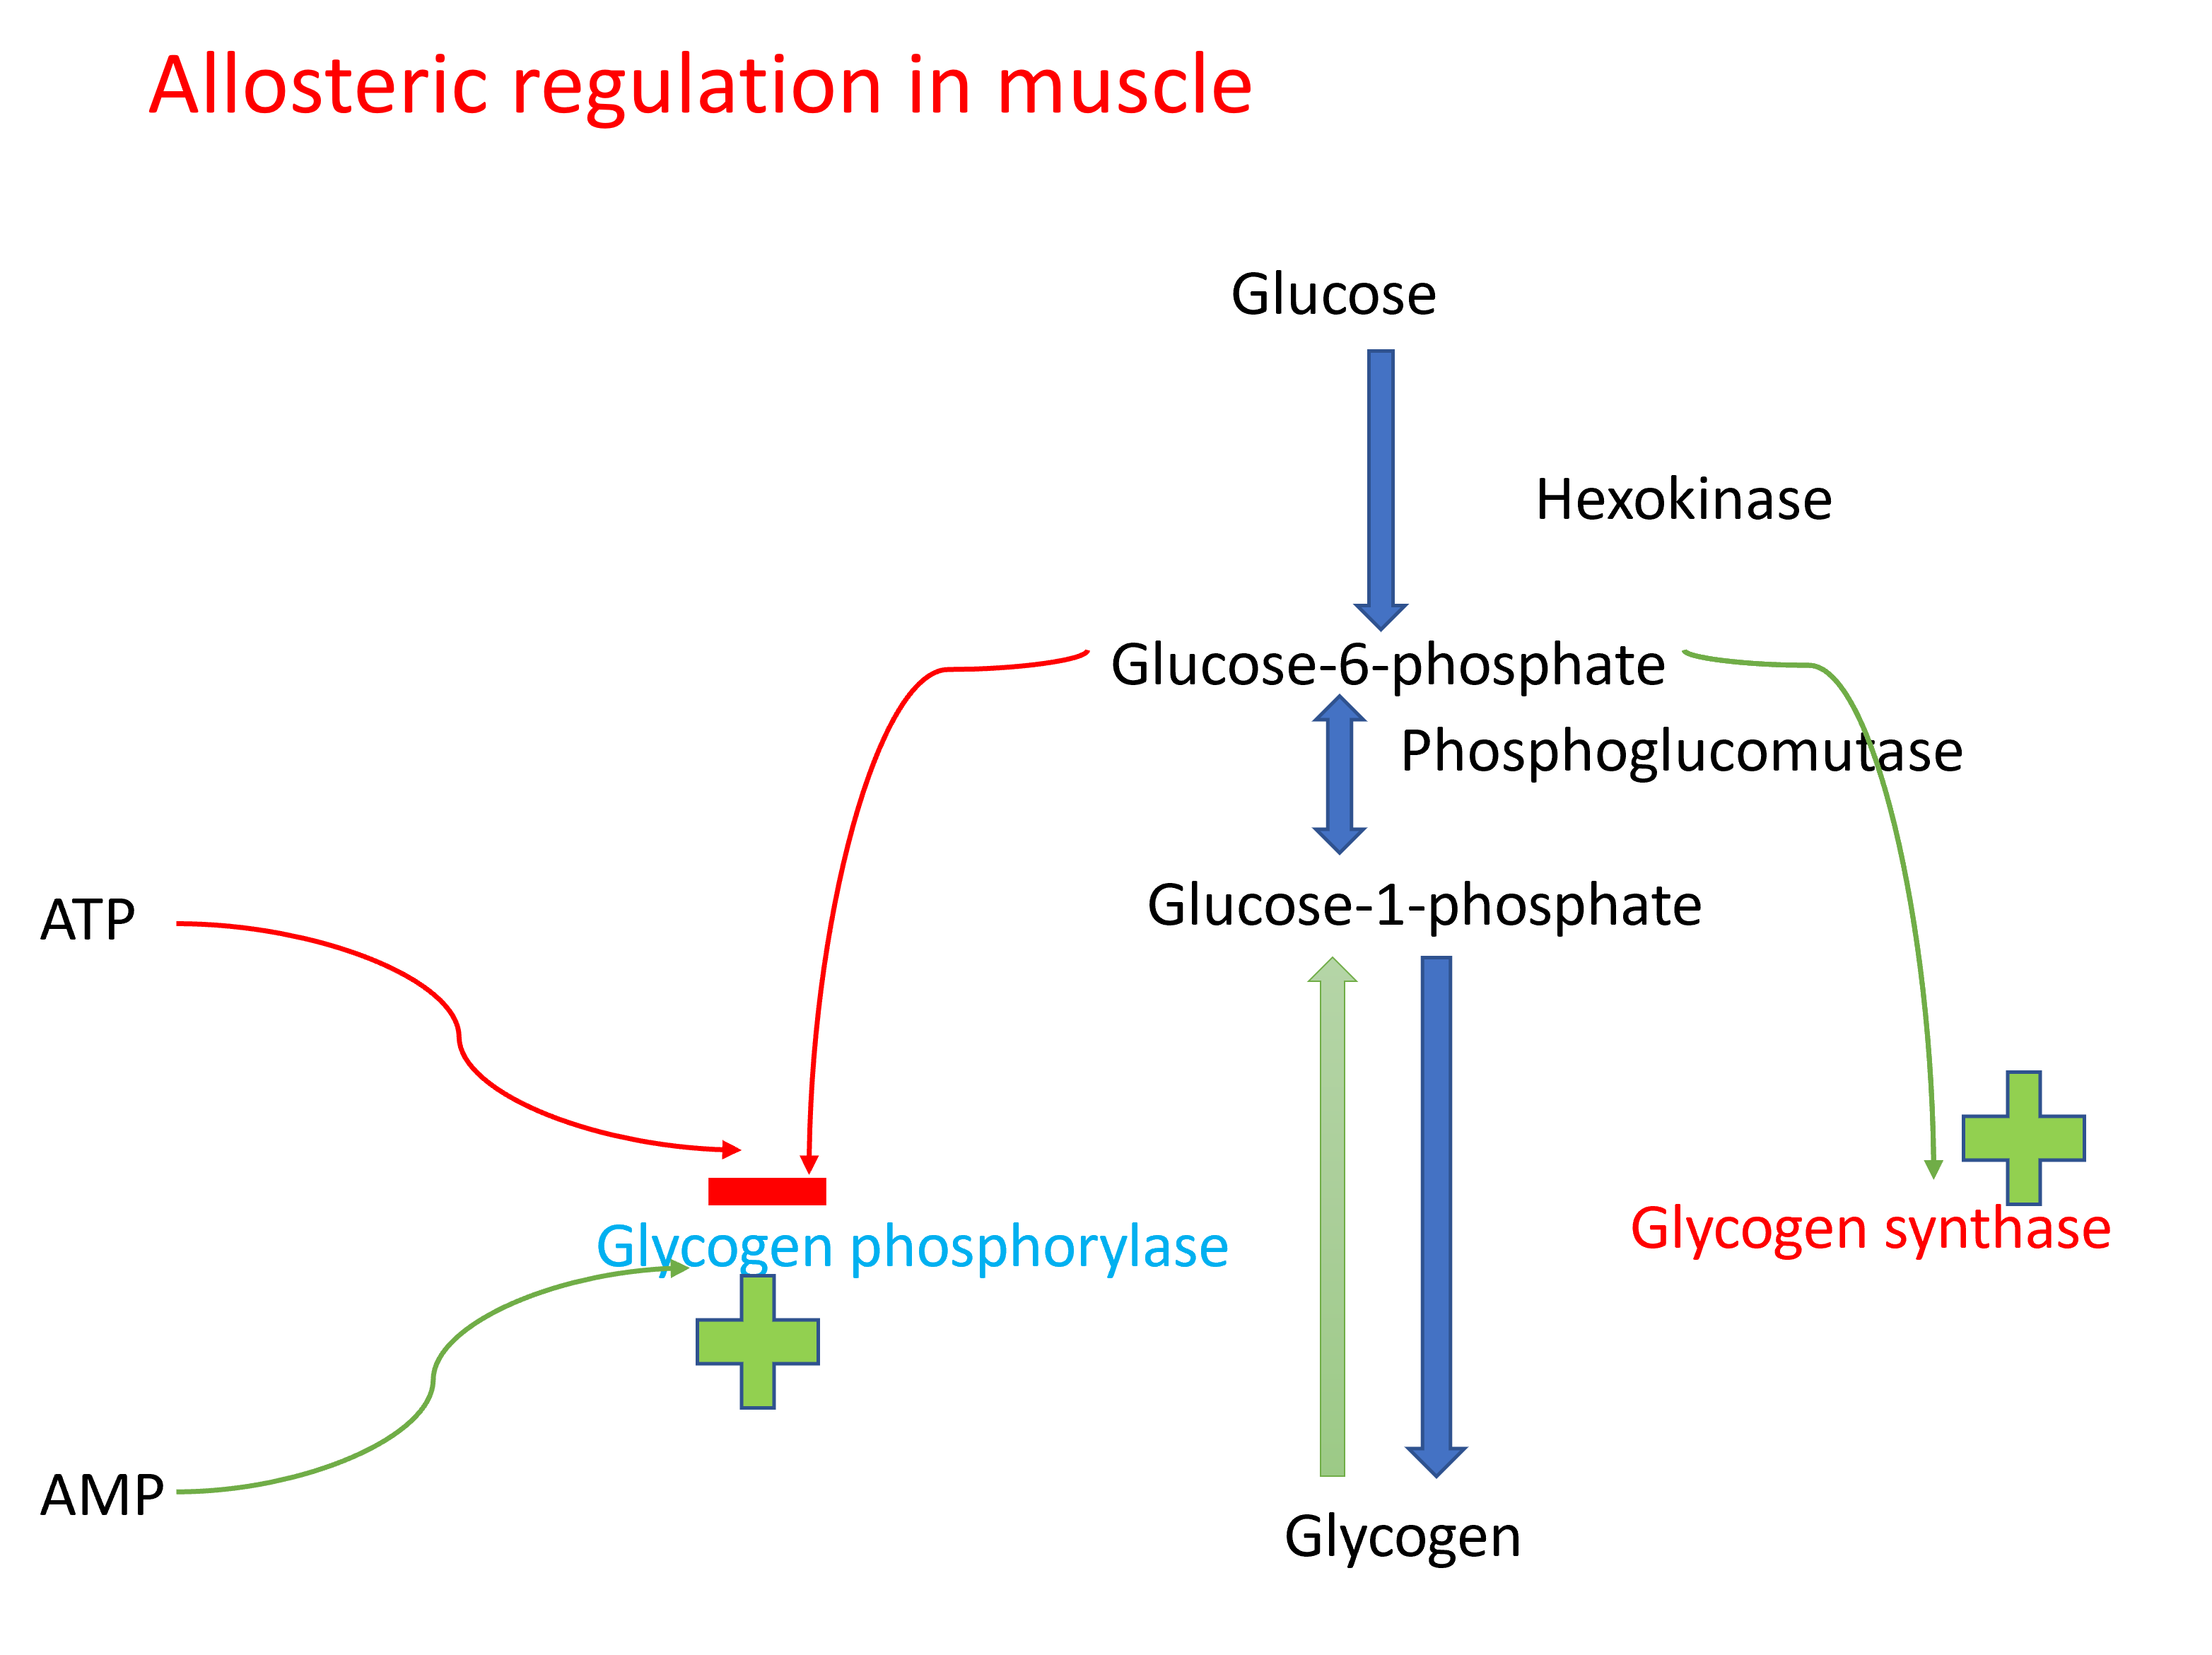 Allosteric regulation in muscle
Glucose
Hexokinase
Glucose-6-phosphate
Phosphoglucomutase
Glucose-1-phosphate
ATP
Glycogen phosphorylase
Glycogen synthase
AMP
Glycogen